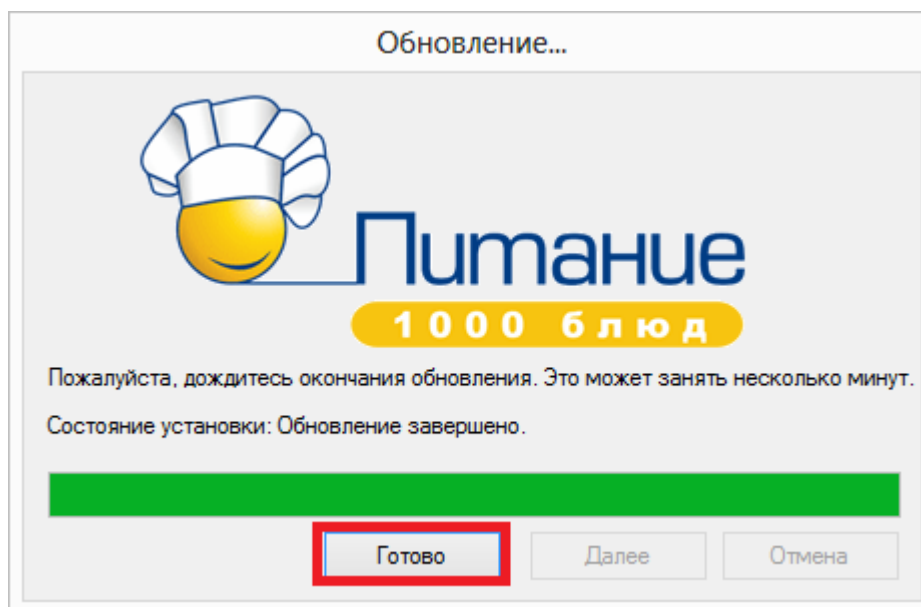 Обновление...
Питание
1000 блюд
Пожалуйста, дождитесь окончания обновления. Это может занять несколько минут.
Состояние установки: Обновление завершено.
Готово Далее Отмена